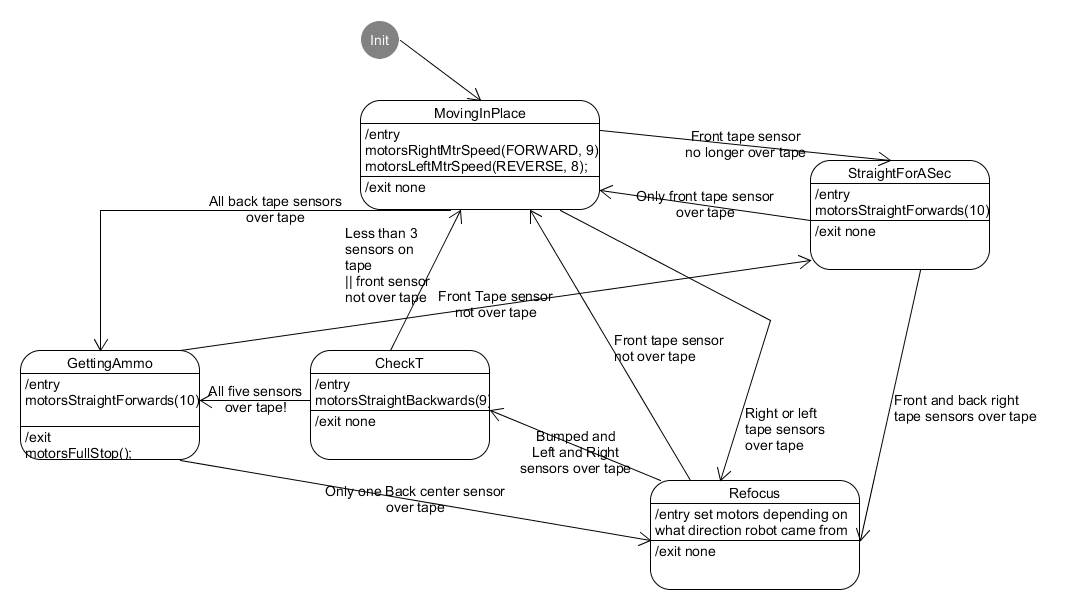 Init
MovingInPlace
/entry
motorsRightMtrSpeed(FORWARD, 9)
motorsLeftMtrSpeed(REVERSE, 8);
/exit none
Front tape sensor
no longer over tape
StraightForASec
/entry
motorsStraightForwards(10)
/exit none
Only front tape sensor
over tape
All back tape sensors
over tape
Less than 3
sensors on
tape
|| front sensor
not over tape
Front Tape sensor
not over tape
Front tape sensor
not over tape
GettingAmmo
/entry
motorsStraightForwards(10)
/exit
motorsFullStop();
All five sensors
over tape!
CheckT
/entry
motorsStraightBackwards(9
/exit none
Bumped and
Left and Right
sensors over tape
Right or left
tape sensors
over tape
Front and back right
tape sensors over tape
Only one Back center sensor
over tape
Refocus
/entry set motors depending on
what direction robot came from
/exit none